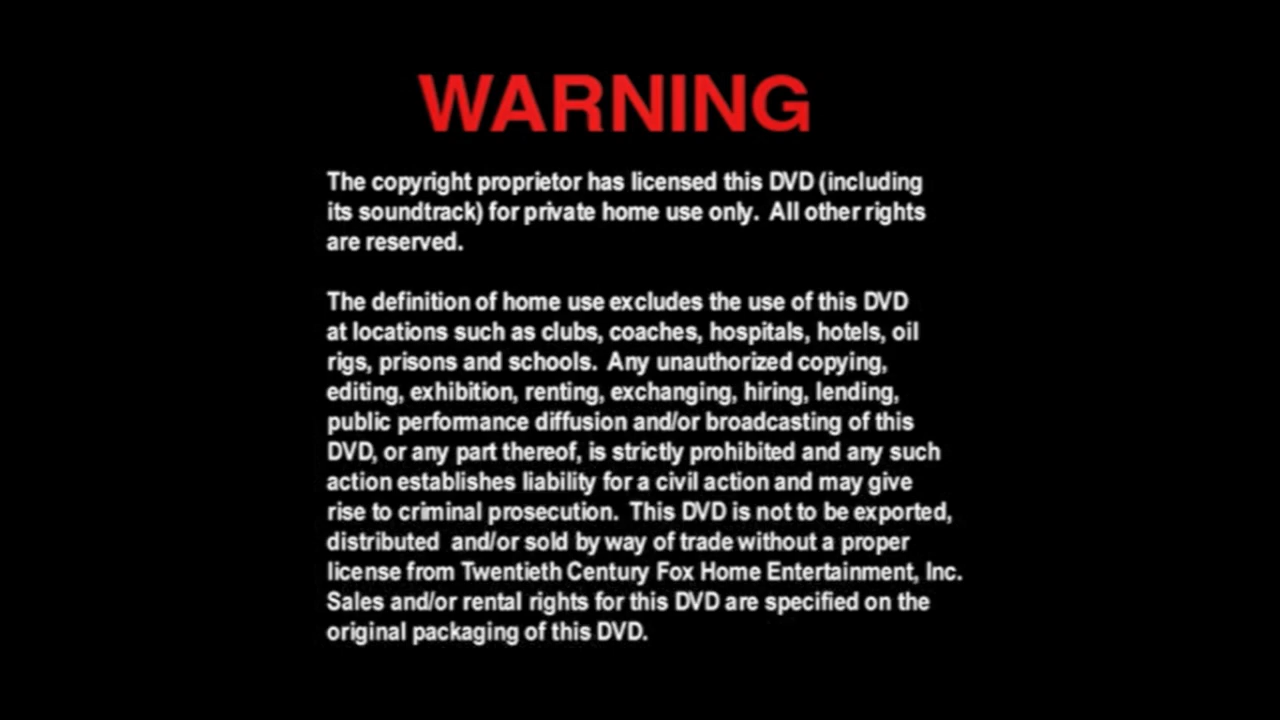 WARNING
The copyright proprietor has licensed this DVD (including
its soundtrack) for private home use only.  All other rights
are reserved.
The definition of home use excludes the use of this DVD
at locations such as clubs, coaches, hospitals, hotels, oil
rigs, prisons and schools.  Any unauthorized copying,
editing, exhibition, renting, exchanging, hiring, lending,
public performance diffusion and/or broadcasting of this
DVD, or any part thereof, is strictly prohibited and any such
action establishes liability for a civil action and may give
rise to criminal prosecution.  This DVD is not to be exported,
distributed  and/or sold by way of trade without a proper
license from Twentieth Century Fox Home Entertainment, Inc.
Sales and/or rental rights for this DVD are specified on the
original packaging of this DVD.